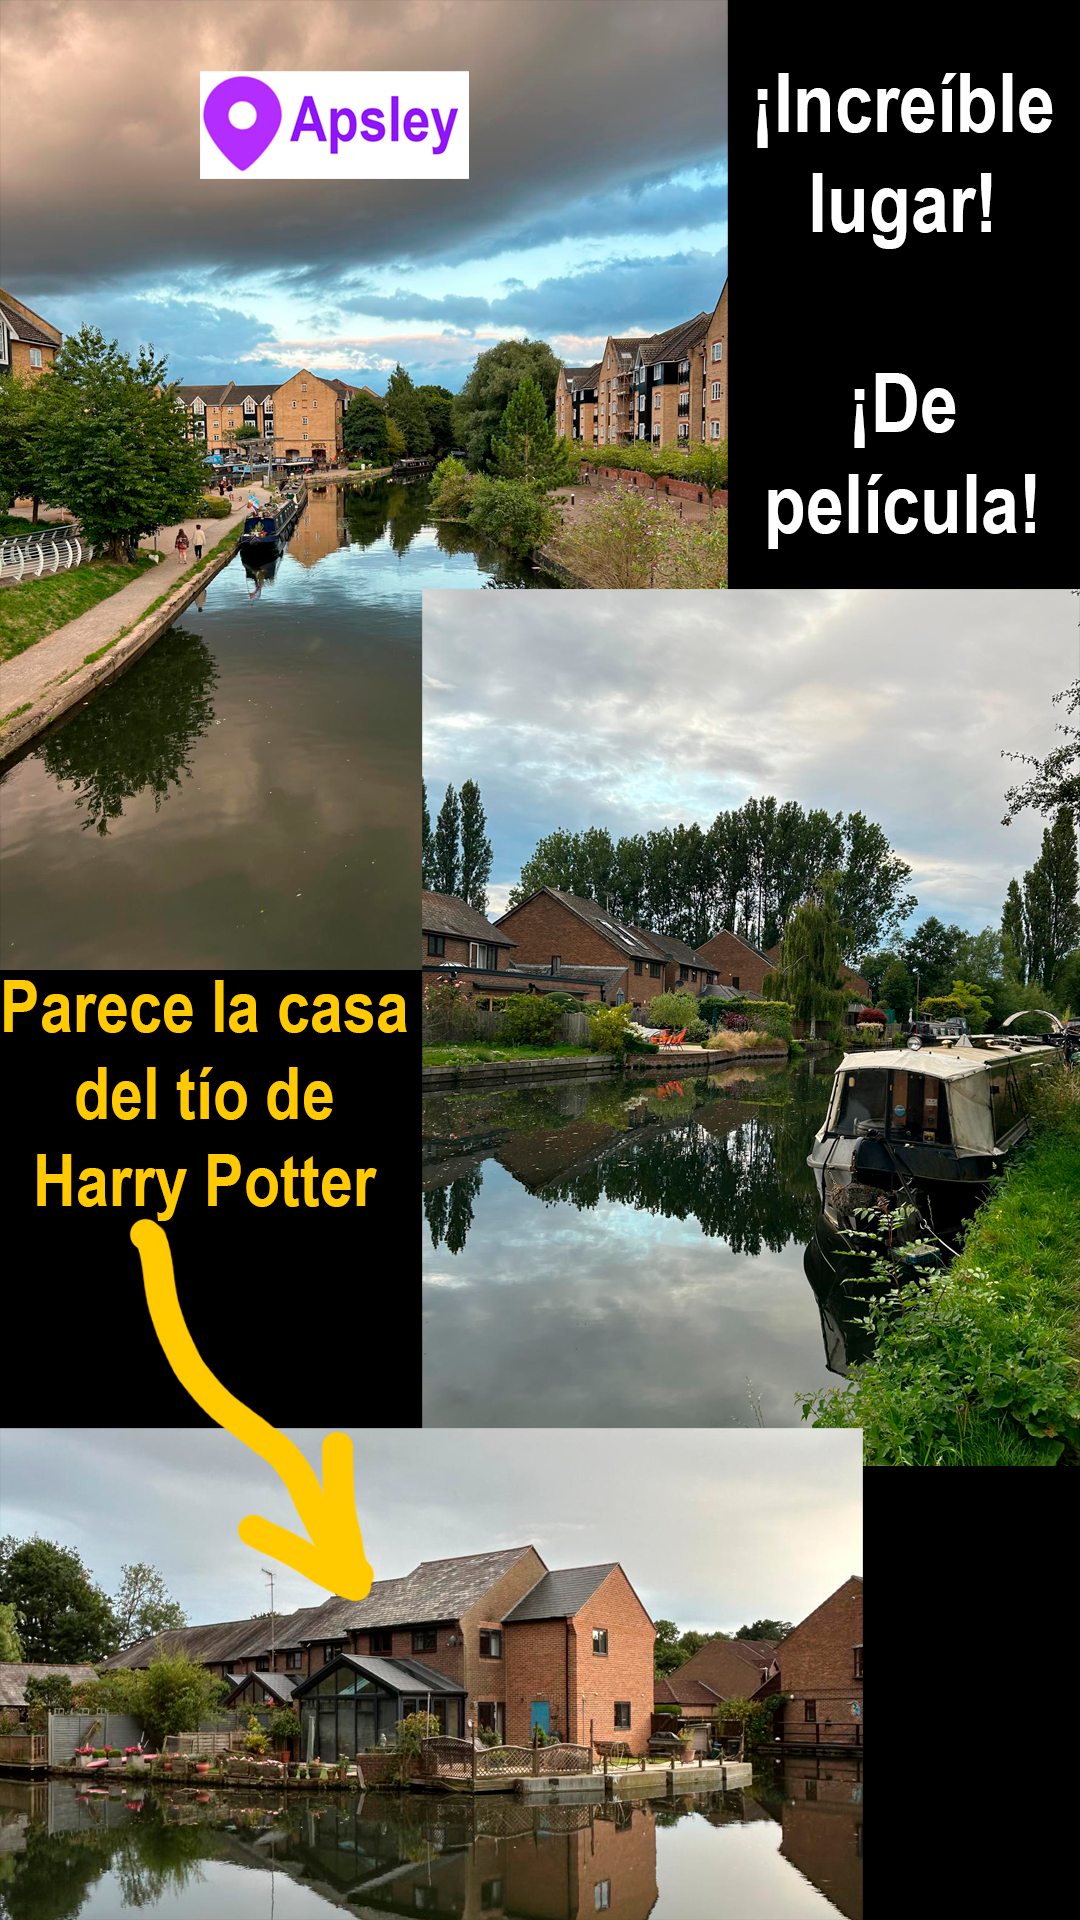 Apsley
¡Increíble
lugar!
¡De
película!
Parece la casa
del tío de
Harry Potter